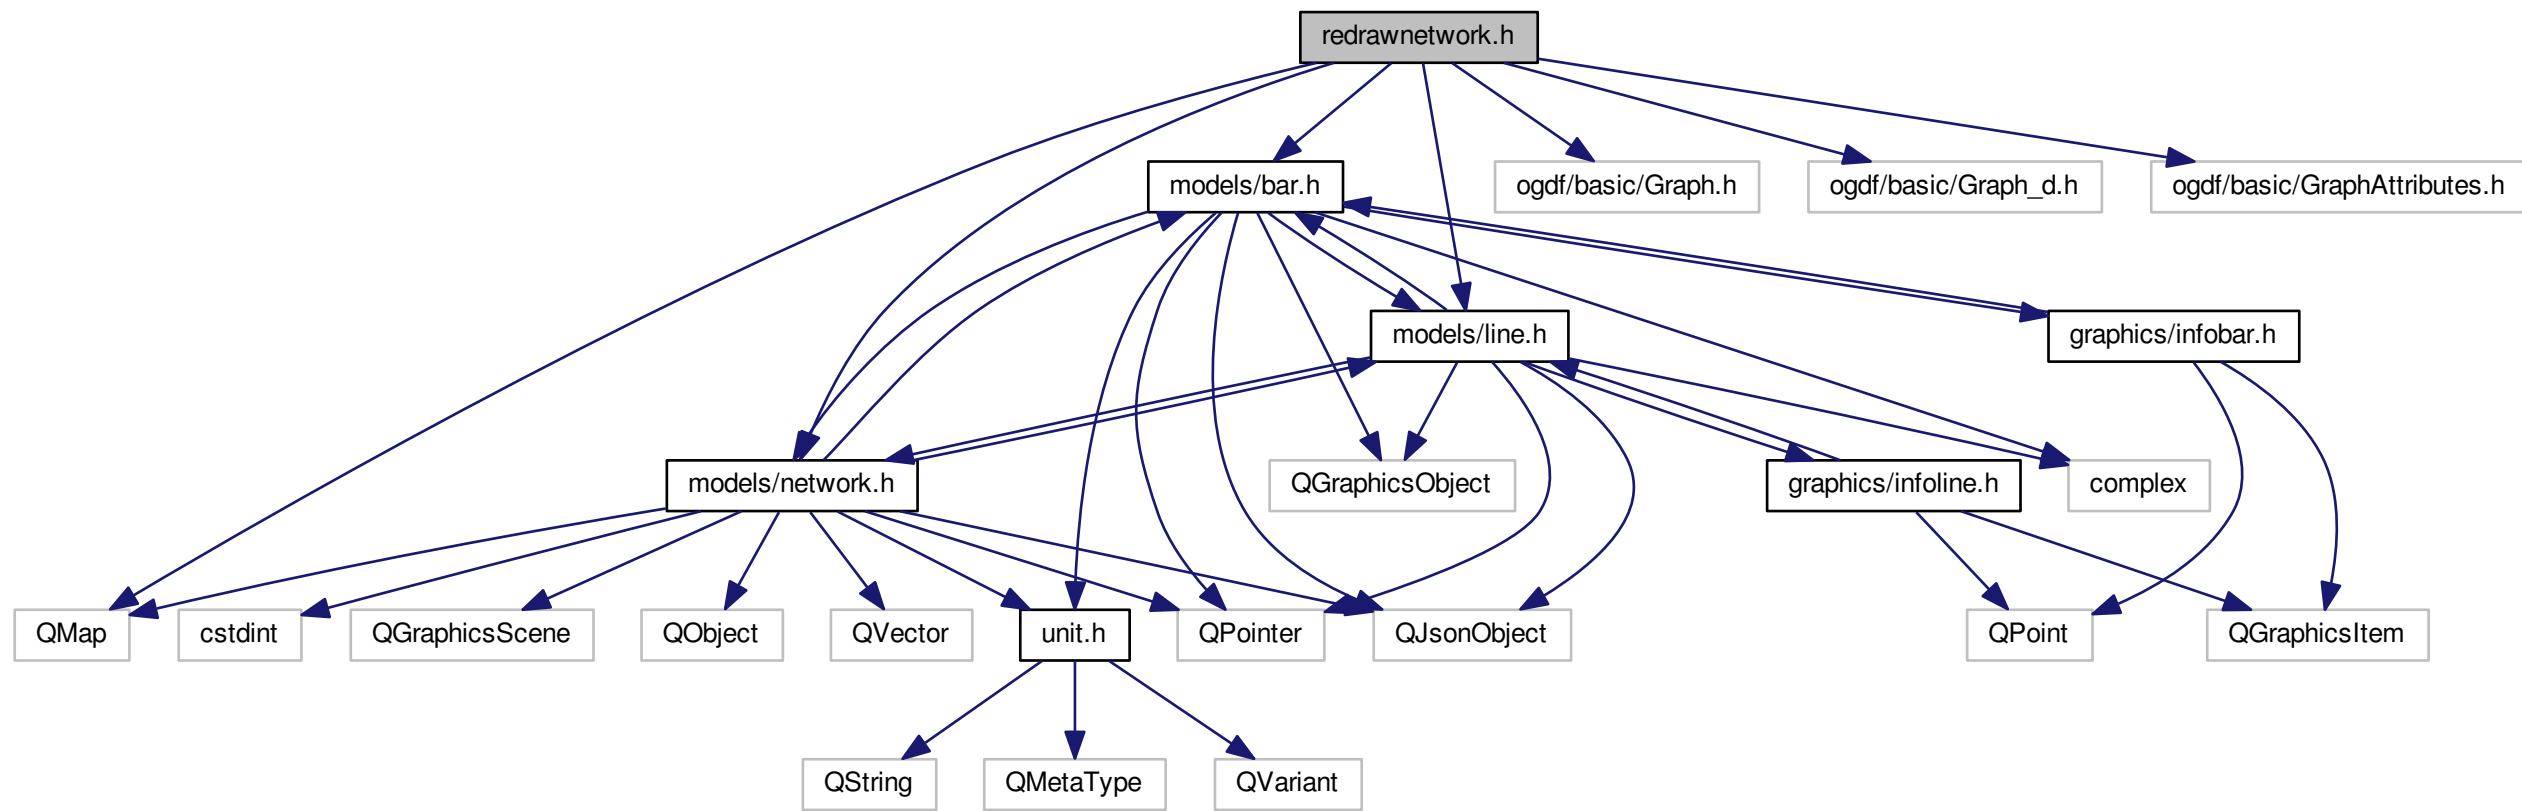 redrawnetwork.h
models/bar.h
ogdf/basic/Graph.h
ogdf/basic/Graph_d.h
ogdf/basic/GraphAttributes.h
models/line.h
graphics/infobar.h
models/network.h
QGraphicsObject
graphics/infoline.h
complex
QMap
cstdint
QGraphicsScene
QObject
QVector
unit.h
QPointer
QJsonObject
QPoint
QGraphicsItem
QString
QMetaType
QVariant